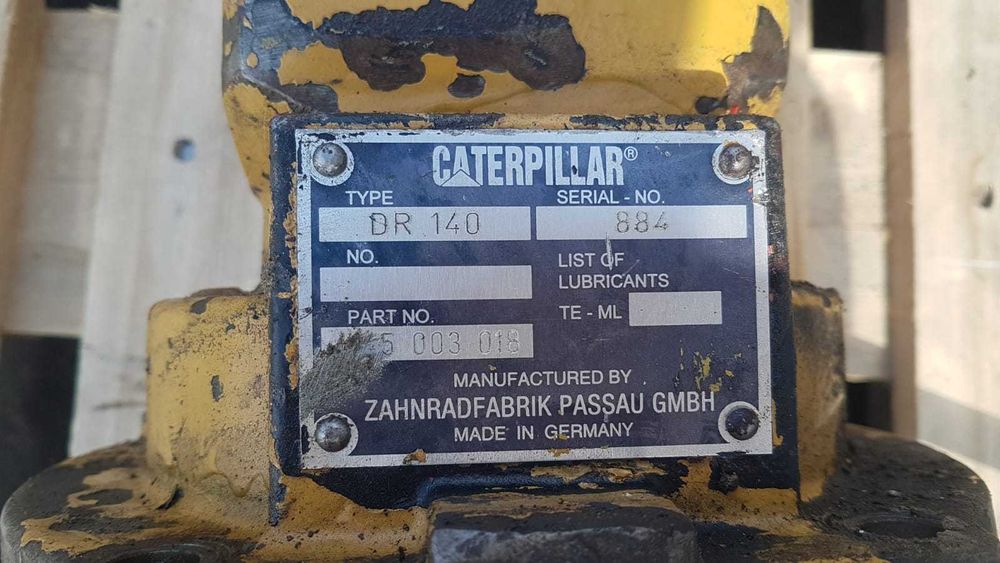 CATERPILLAR®
TYPE SERIAL - NO.
DR 140 884
NO. LIST OF
LUBRICANTS
TE - ML
PART NO.
5 003 018
MANUFACTURED BY
ZAHNRADFABRIK PASSAU GMBH
MADE IN GERMANY